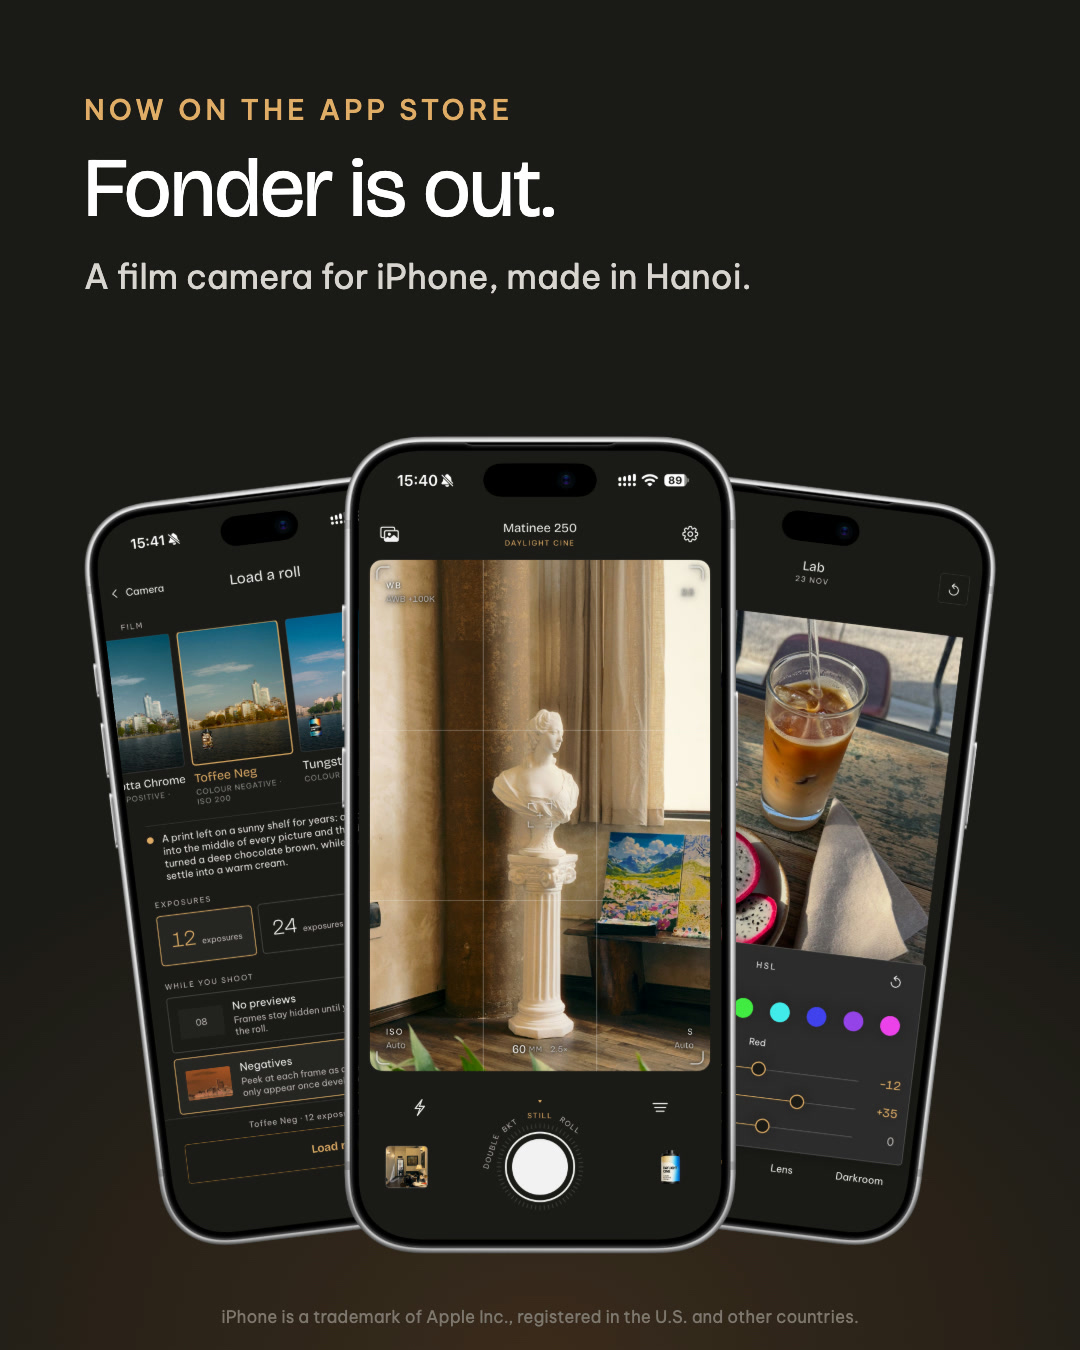 NOW ON THE APP STORE
Fonder is out.
A film camera for iPhone, made in Hanoi.
15:41
Camera
Load a roll
FILM
tta Chrome
POSITIVE ·
Toffee Neg
COLOUR NEGATIVE ·
ISO 200
Tungst
COLOUR
A print left on a sunny shelf for years:
into the middle of every picture and th
turned a deep chocolate brown, while
settle into a warm cream.
EXPOSURES
12 exposures
24 exposures
WHILE YOU SHOOT
08
No previews
Frames stay hidden until
the roll.
Negatives
Peek at each frame as
only appear once deve
Toffee Neg · 12 expos
Load r
15:40
89
Matinee 250
DAYLIGHT CINE
WB
AWB +100K
ISO
Auto
60 MM · 2.5×
S
Auto
DOUBLE BKT STILL ROLL
Lab
23 NOV
HSL
Red
−12
+35
0
Lens
Darkroom
iPhone is a trademark of Apple Inc., registered in the U.S. and other countries.